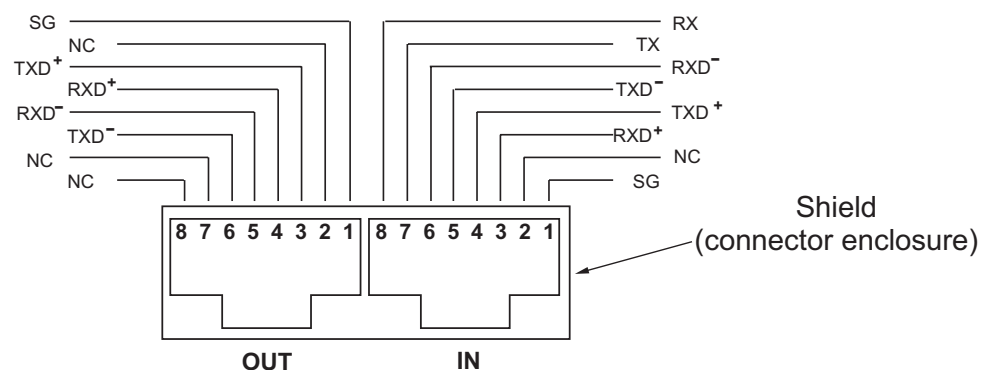 SG
NC
TXD+
RXD+
RXD-
TXD-
NC
NC
RX
TX
RXD-
TXD-
TXD+
RXD+
NC
SG
Shield
(connector enclosure)
8 7 6 5 4 3 2 1
8 7 6 5 4 3 2 1
OUT
IN